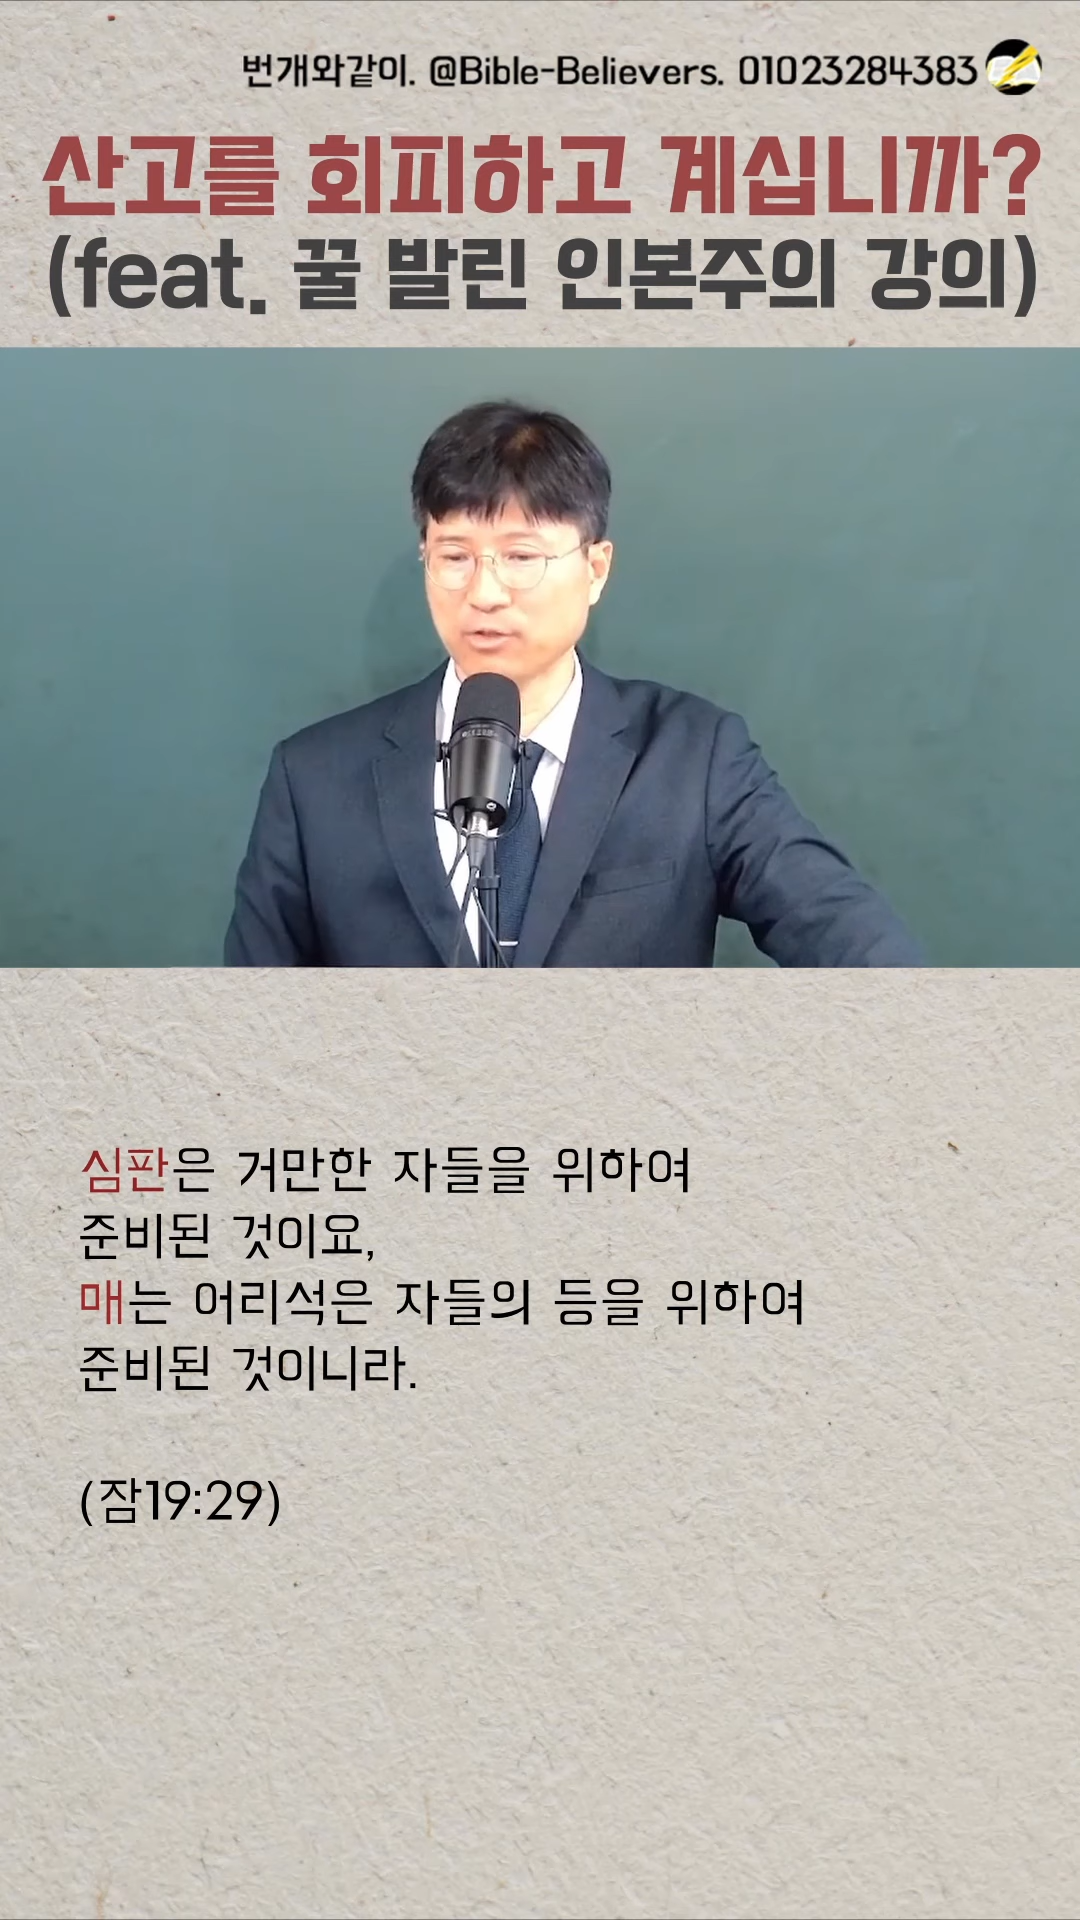 번개와같이. @Bible-Believers. 01023284383
산고를 회피하고 계십니까?
(feat. 꿀 발린 인본주의 강의)
심판은 거만한 자들을 위하여
준비된 것이요,
매는 어리석은 자들의 등을 위하여
준비된 것이니라.
(잠19:29)